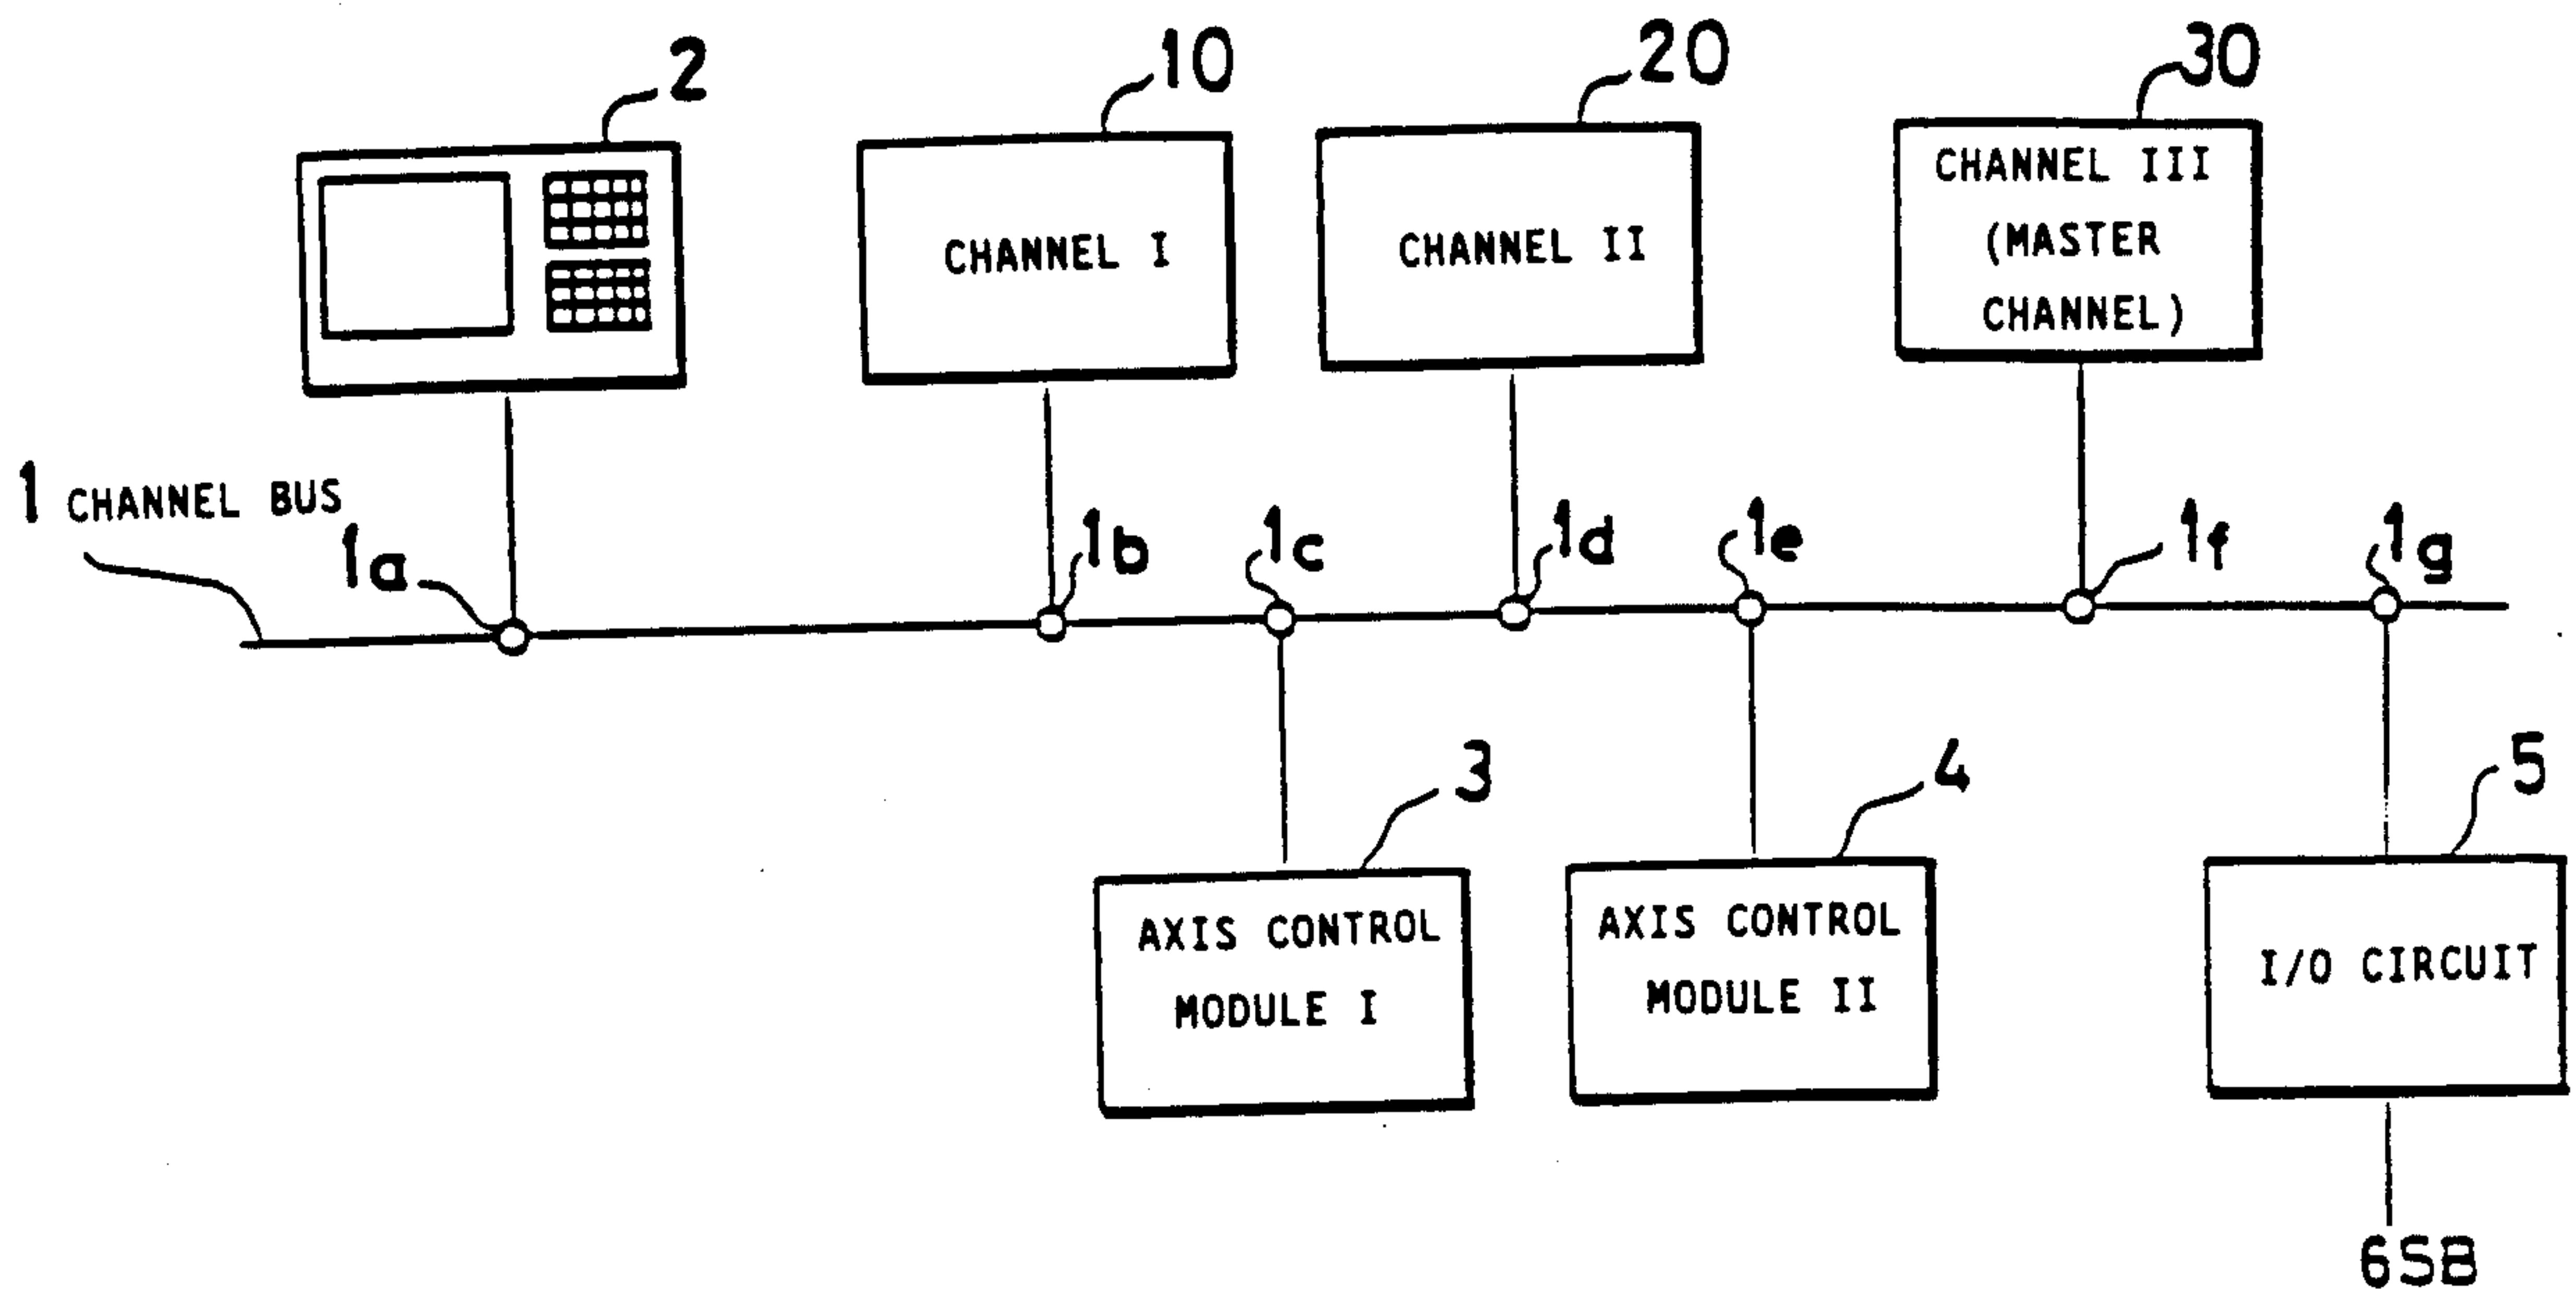 2
10
20
30
CHANNEL I
CHANNEL II
CHANNEL III
(MASTER
CHANNEL)
1 CHANNEL BUS
1a
1b
1c
1d
1e
1f
1g
3
4
5
AXIS CONTROL
MODULE I
AXIS CONTROL
MODULE II
I/O CIRCUIT
6SB